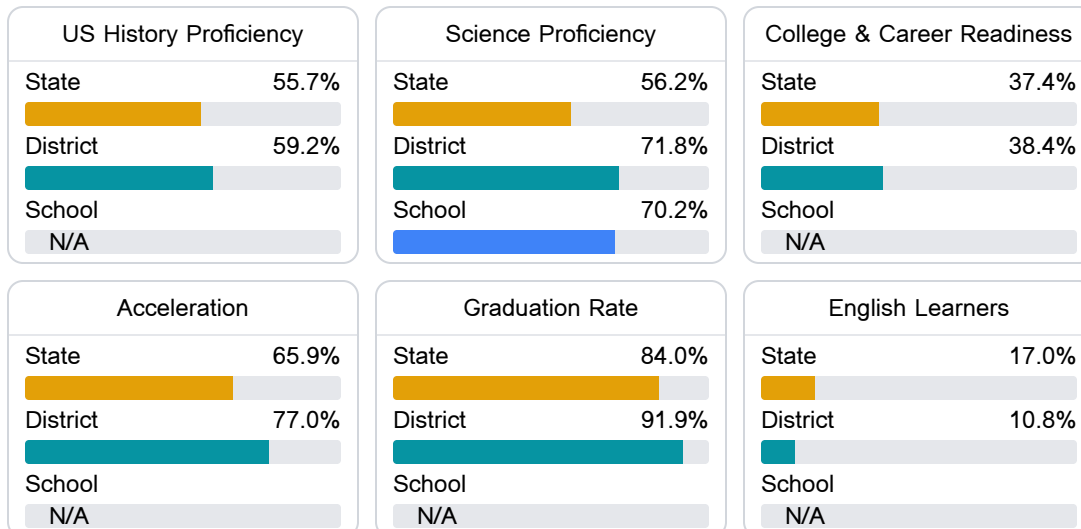 US History Proficiency
State 55.7%
District 59.2%
School
N/A
Science Proficiency
State 56.2%
District 71.8%
School 70.2%
College & Career Readiness
State 37.4%
District 38.4%
School
N/A
Acceleration
State 65.9%
District 77.0%
School
N/A
Graduation Rate
State 84.0%
District 91.9%
School
N/A
English Learners
State 17.0%
District 10.8%
School
N/A